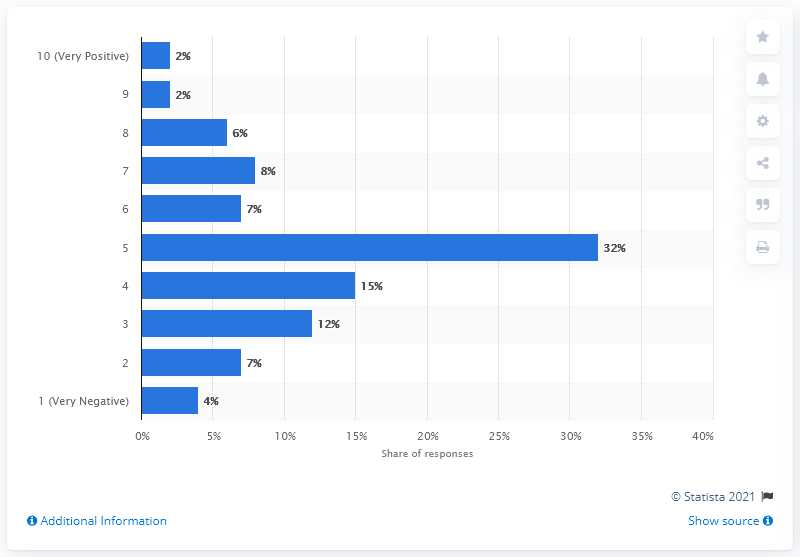 10 (Very Positive) 2%
9 2%
8 6%
7 8%
6 7%
5 32%
4 15%
3 12%
2 7%
1 (Very Negative) 4%
0% 5% 10% 15% 20% 25% 30% 35% 40%
Share of responses
© Statista 2021
Additional Information Show source